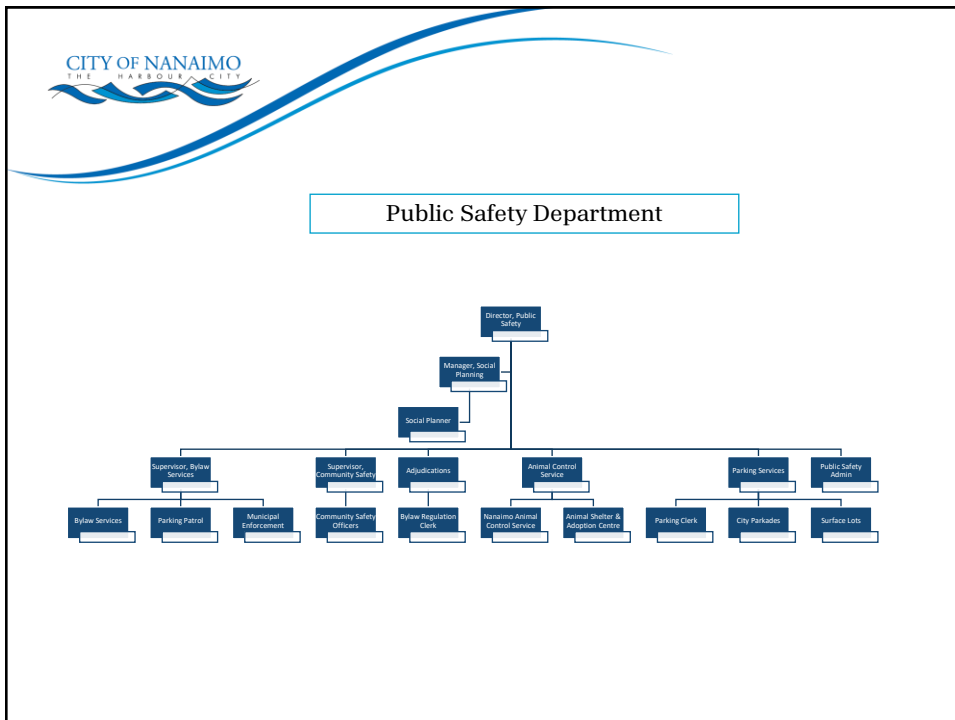 CITY OF NANAIMO
THE HARBOUR CITY
Public Safety Department
Director, Public
Safety
Manager, Social
Planning
Social Planner
Supervisor, Bylaw
Services
Supervisor,
Community Safety
Adjudications
Animal Control
Service
Parking Services
Public Safety
Admin
Bylaw Services
Parking Patrol
Municipal
Enforcement
Community Safety
Officers
Bylaw Regulation
Clerk
Nanaimo Animal
Control Service
Animal Shelter &
Adoption Centre
Parking Clerk
City Parkades
Surface Lots